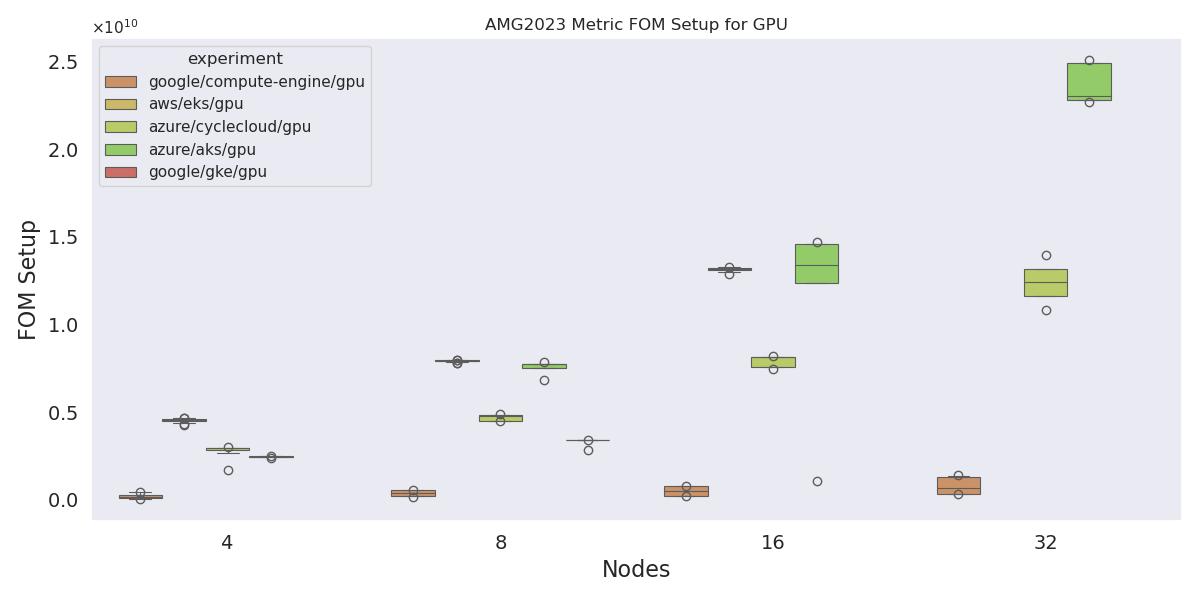 ×10¹⁰
AMG2023 Metric FOM Setup for GPU
experiment
google/compute-engine/gpu
aws/eks/gpu
azure/cyclecloud/gpu
azure/aks/gpu
google/gke/gpu
2.5
2.0
1.5
1.0
0.5
0.0
FOM Setup
4 8 16 32
Nodes